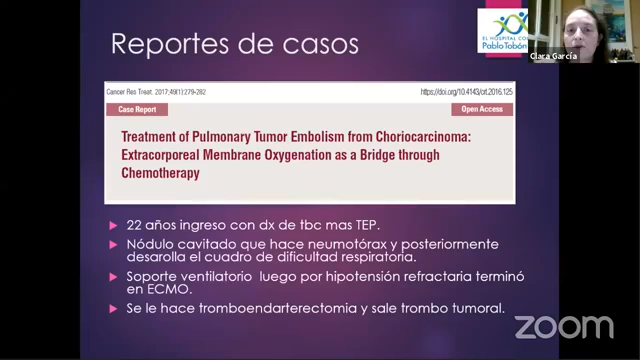 Reportes de casos
EL HOSPITAL CON
Pablo Tobón
Clara García
Cancer Res Treat. 2017;49(1):279-282
https://doi.org/10.4143/crt.2016.125
Case Report
Open Access
Treatment of Pulmonary Tumor Embolism from Choriocarcinoma:
Extracorporeal Membrane Oxygenation as a Bridge through
Chemotherapy
22 años ingreso con dx de tbc mas TEP.
Nódulo cavitado que hace neumotórax y posteriormente
desarolla el cuadro de dificultad respiratoria.
Soporte ventilatorio luego por hipotensión refractaria terminó
en ECMO.
Se le hace tromboendarterectomia y sale trombo tumoral.
zoom